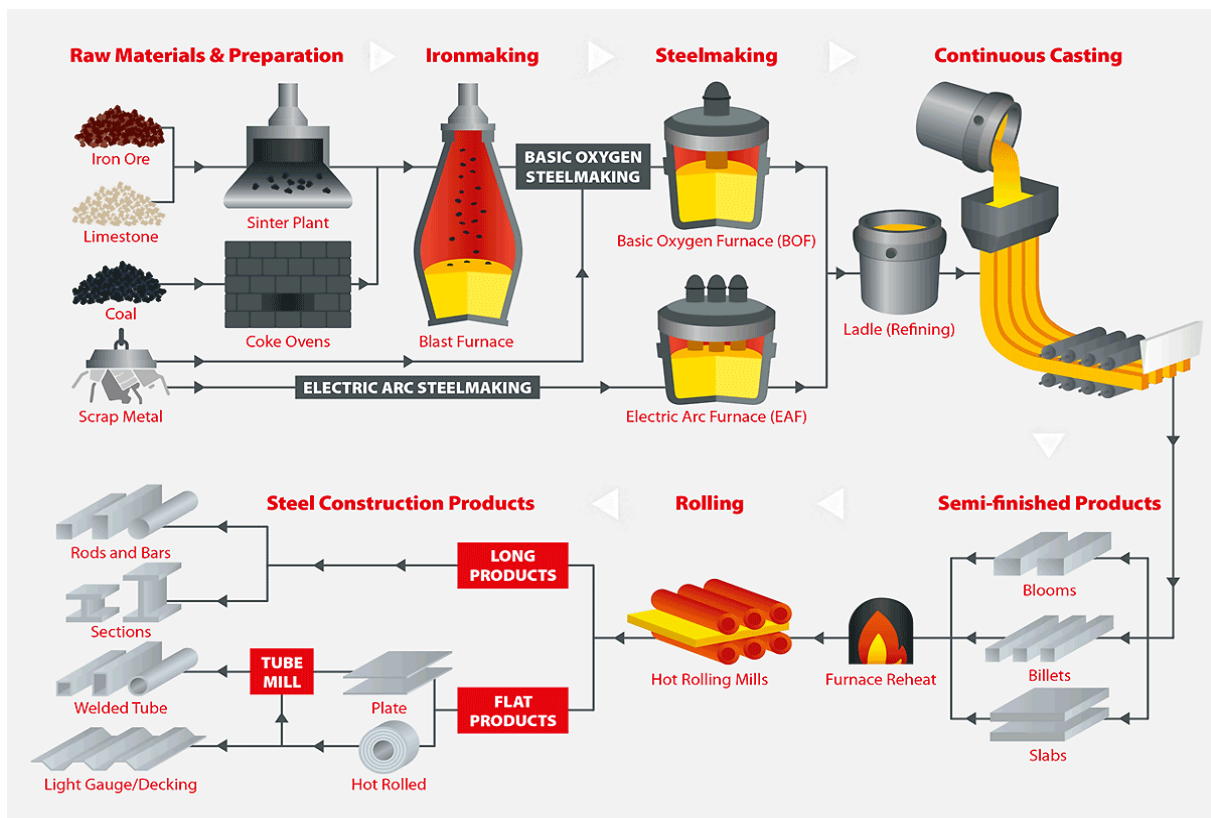 Raw Materials & Preparation
Ironmaking
Steelmaking
Continuous Casting
Iron Ore
Limestone
Coal
Scrap Metal
Sinter Plant
Coke Ovens
Blast Furnace
BASIC OXYGEN
STEELMAKING
ELECTRIC ARC STEELMAKING
Basic Oxygen Furnace (BOF)
Electric Arc Furnace (EAF)
Ladle (Refining)
Steel Construction Products
Rolling
Semi-finished Products
Rods and Bars
Sections
Welded Tube
Light Gauge/Decking
LONG
PRODUCTS
TUBE
MILL
Plate
FLAT
PRODUCTS
Hot Rolled
Hot Rolling Mills
Furnace Reheat
Blooms
Billets
Slabs